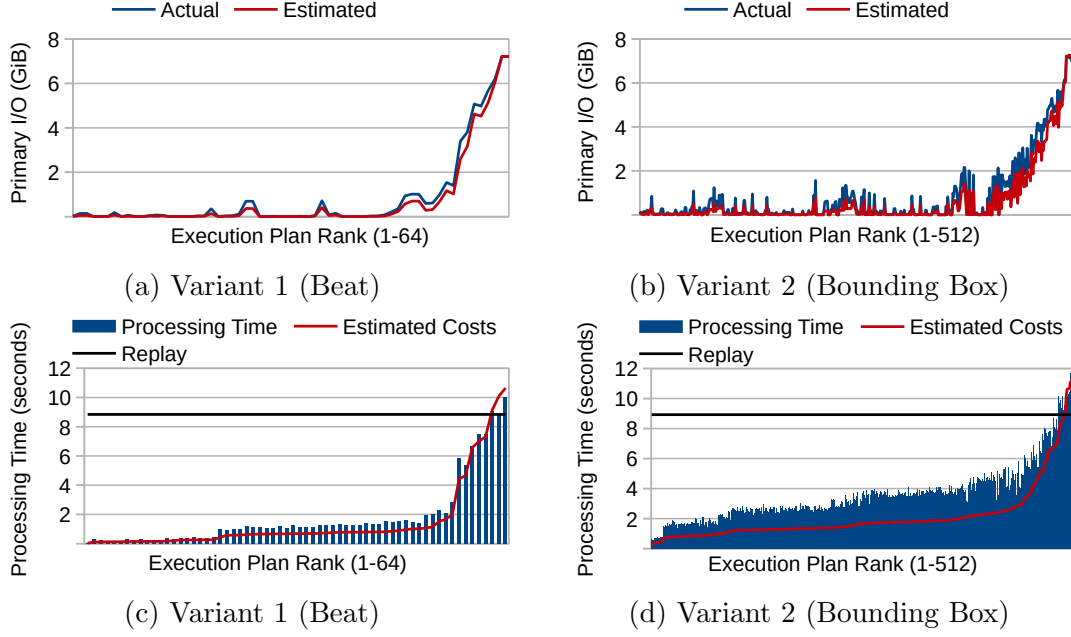 Actual Estimated
Primary I/O (GiB)
8
6
4
2
Execution Plan Rank (1-64)
(a) Variant 1 (Beat)
Actual Estimated
Primary I/O (GiB)
8
6
4
2
Execution Plan Rank (1-512)
(b) Variant 2 (Bounding Box)
Processing Time Estimated Costs
Replay
Processing Time (seconds)
12
10
8
6
4
2
Execution Plan Rank (1-64)
(c) Variant 1 (Beat)
Processing Time Estimated Costs
Replay
Processing Time (seconds)
12
10
8
6
4
2
Execution Plan Rank (1-512)
(d) Variant 2 (Bounding Box)